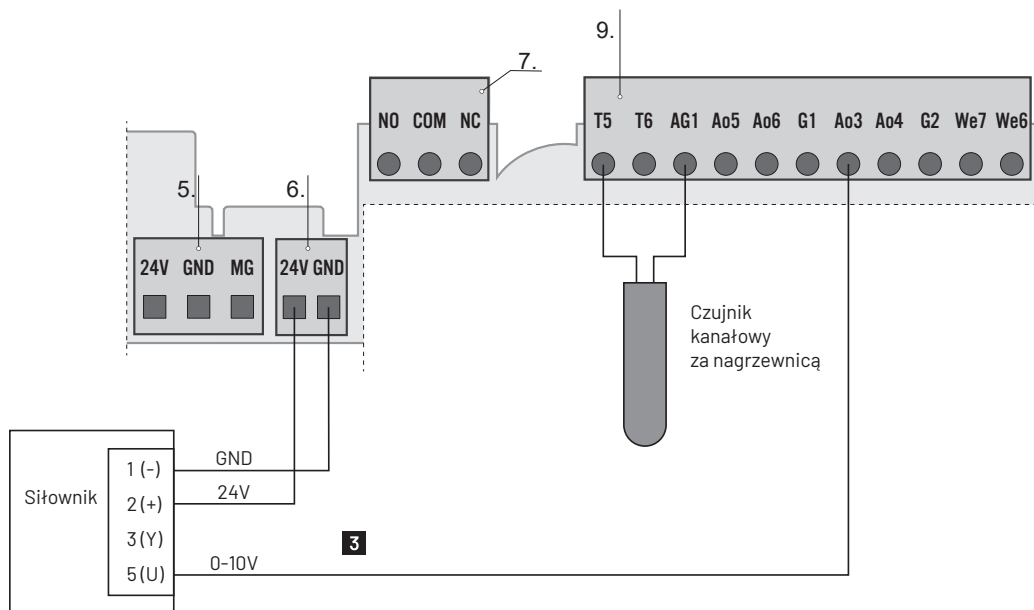 9.
7.
NO COM NC
T5 T6 AG1 Ao5 Ao6 G1 Ao3 Ao4 G2 We7 We6
5.
6.
24V GND MG
24V GND
Czujnik
kanałowy
za nagrzewnicą
Siłownik
1 (-)
2 (+)
3 (Y)
5 (U)
GND
24V
3
0-10V